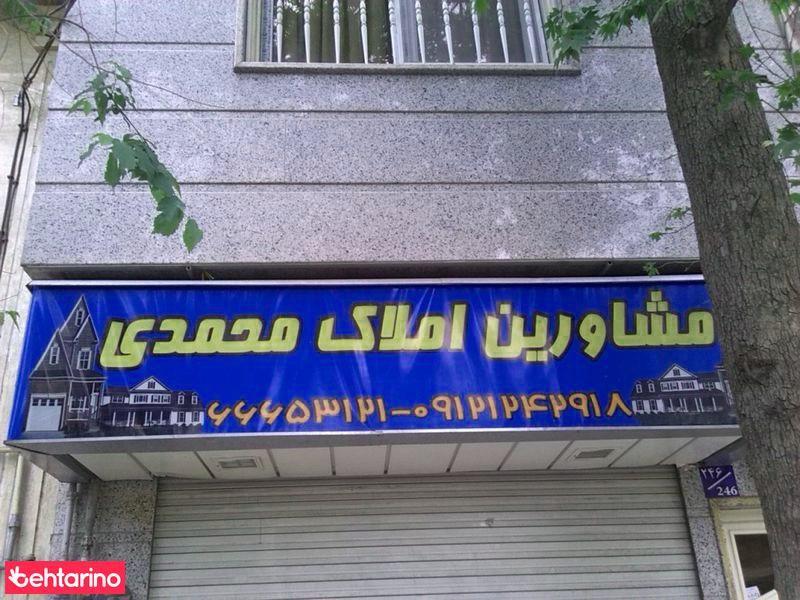 مشاورین املاک محمدی
۶۶۶۵۳۱۲۱-۰۹۱۲۱۲۴۲۹۱۸
۲۴۶
246
behtarino